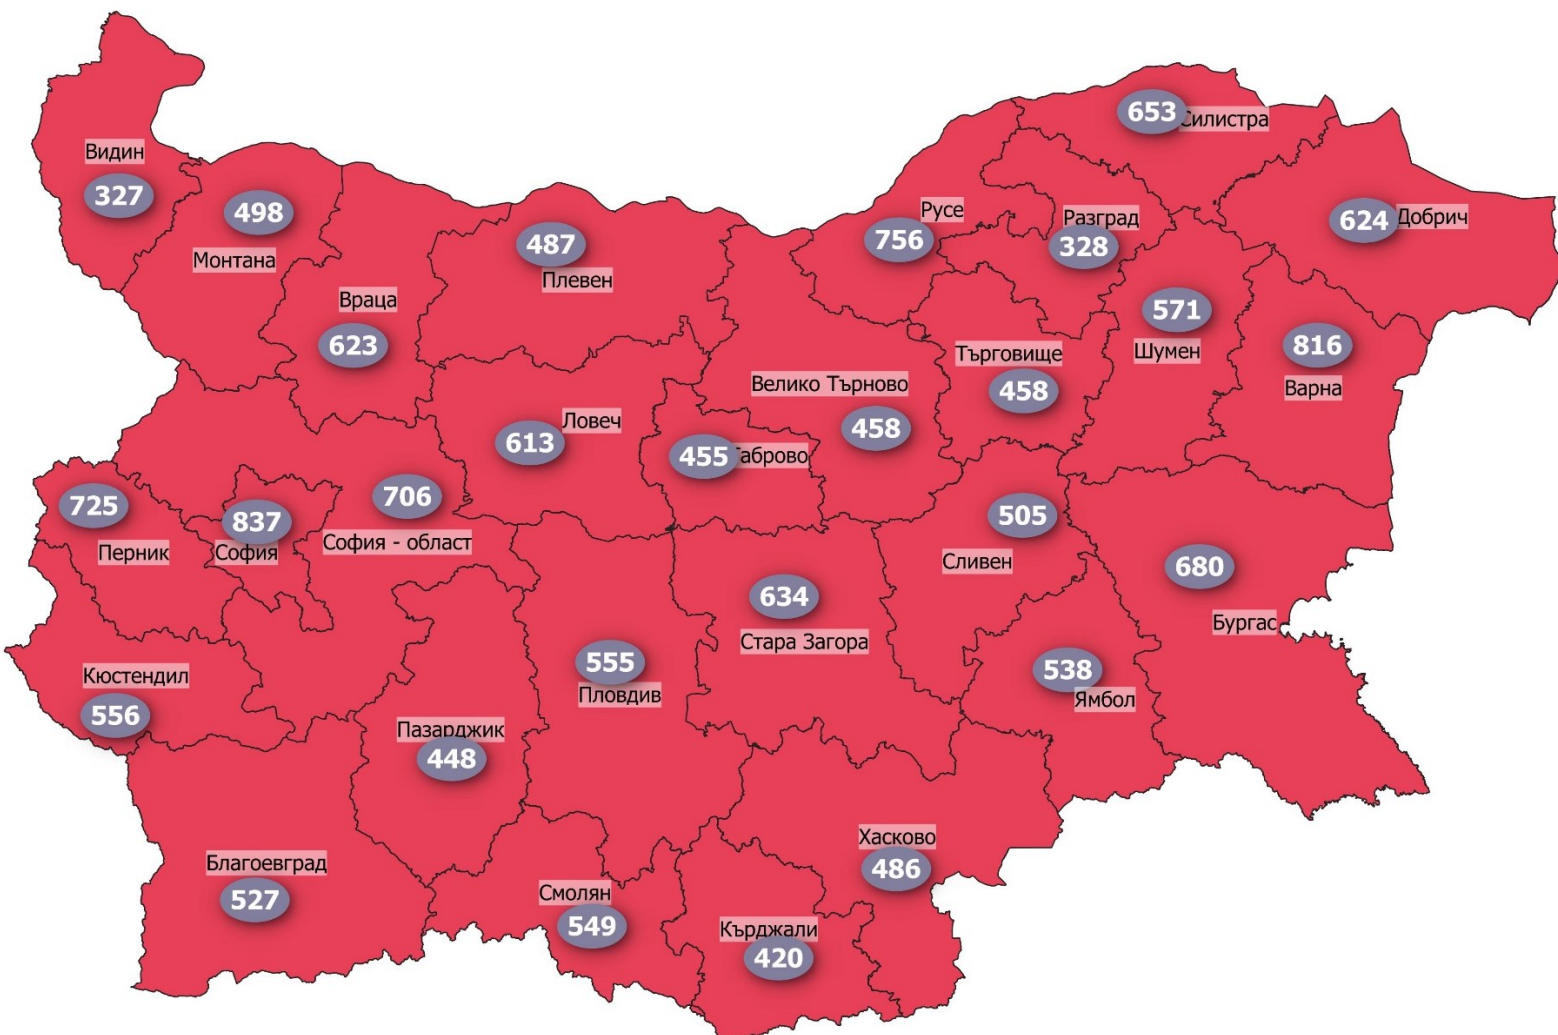 653
Силистра
Видин
327
498
Монтана
Русе
756
Разград
328
624
Добрич
487
Плевен
Враца
623
571
Шумен
816
Варна
Търговище
458
Велико Търново
458
Ловеч
613
455
Габрово
725
Перник
837
София
706
София - област
505
Сливен
680
Бургас
634
Стара Загора
555
Пловдив
538
Ямбол
Кюстендил
556
Пазарджик
448
Благоевград
527
Хасково
486
Смолян
549
Кърджали
420